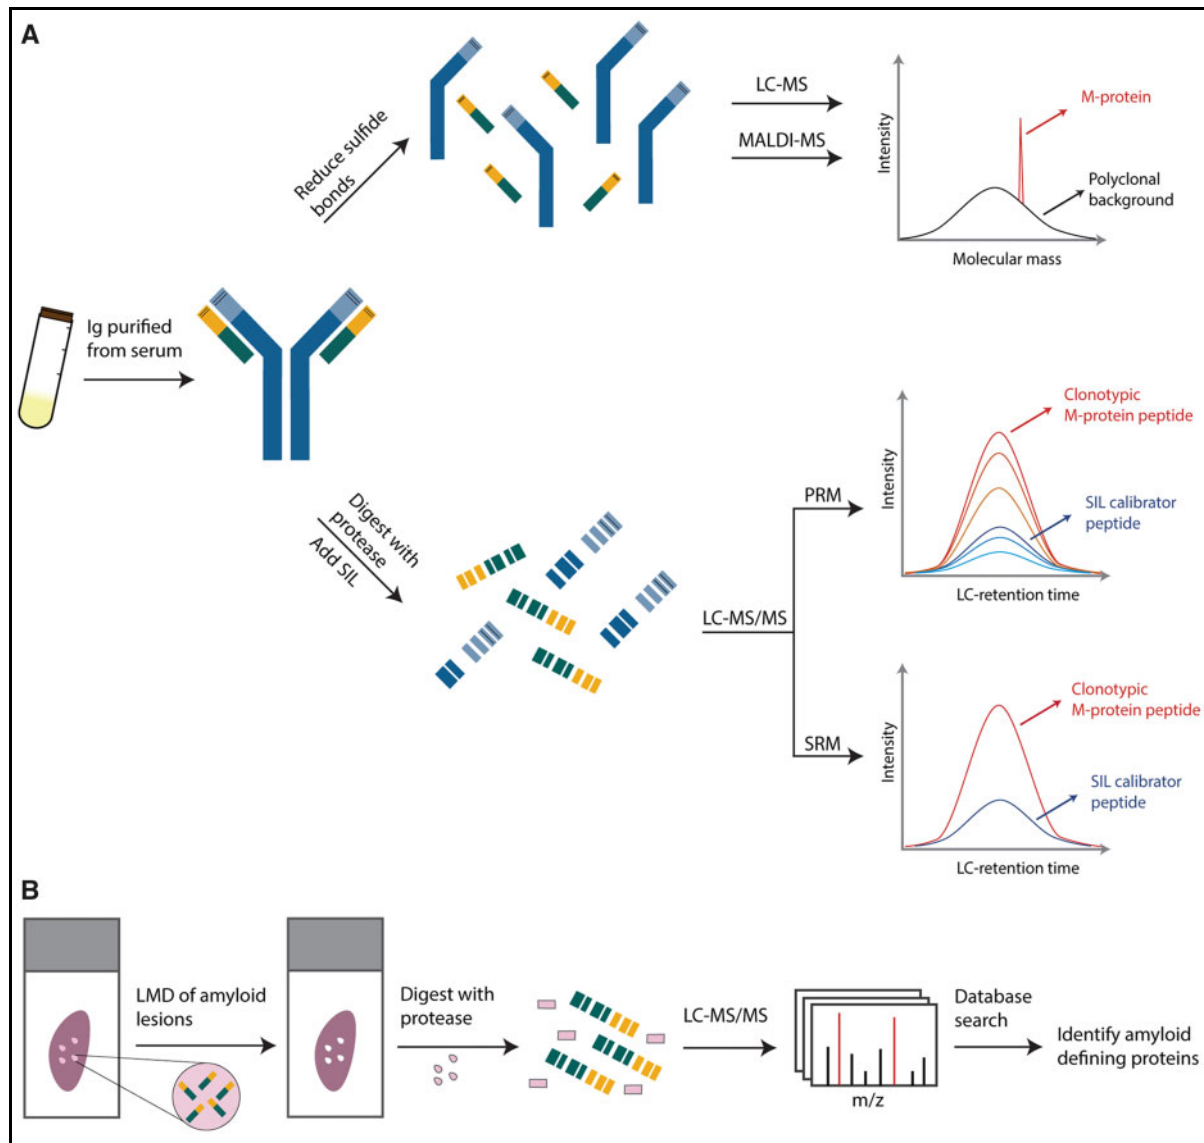 A
Reduce sulfide
bonds
LC-MS
MALDI-MS
Intensity
M-protein
Polyclonal
background
Molecular mass
Ig purified
from serum
Digest with
protease
Add SIL
LC-MS/MS
PRM
Intensity
Clonotypic
M-protein peptide
SIL calibrator
peptide
LC-retention time
SRM
Intensity
Clonotypic
M-protein peptide
SIL calibrator
peptide
LC-retention time
B
LMD of amyloid
lesions
Digest with
protease
LC-MS/MS
m/z
Database
search
Identify amyloid
defining proteins